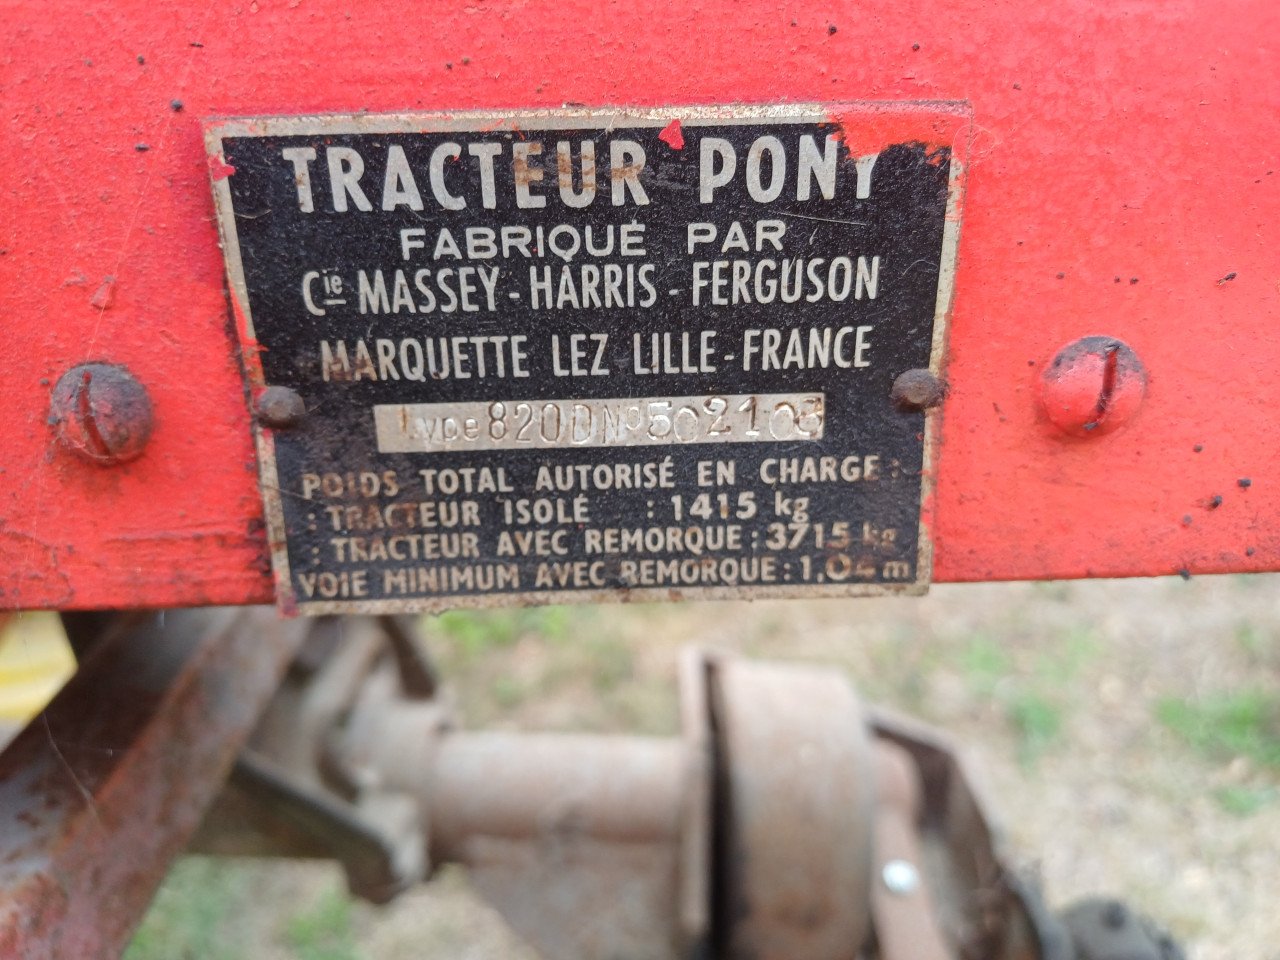 TRACTEUR PONY
FABRIQUÉ PAR
Cie MASSEY-HARRIS-FERGUSON
MARQUETTE LEZ LILLE-FRANCE
Type 820D No 502108
POIDS TOTAL AUTORISÉ EN CHARGE :
: TRACTEUR ISOLÉ : 1415 kg
: TRACTEUR AVEC REMORQUE : 3715 kg
VOIE MINIMUM AVEC REMORQUE : 1,04 m